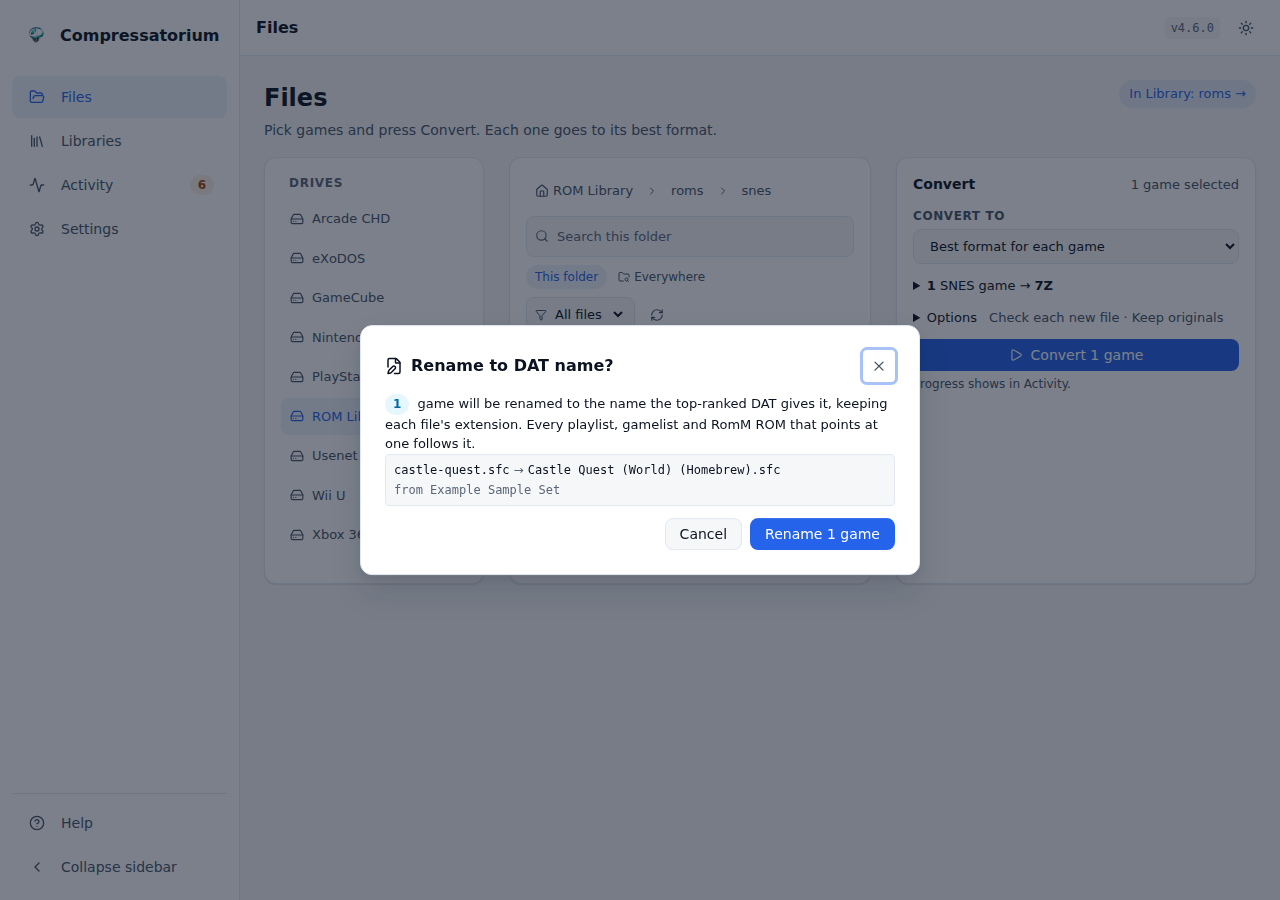 Compressatorium
Files
Libraries
Activity
6
Settings
Help
Collapse sidebar
Files
v4.6.0
Files
Pick games and press Convert. Each one goes to its best format.
In Library: roms →
DRIVES
Arcade CHD
eXoDOS
GameCube
ROM Library
roms
snes
Search this folder
This folder
Everywhere
All files
Convert
1 game selected
CONVERT TO
Best format for each game
1 SNES game → 7Z
Options
Check each new file · Keep originals
Convert 1 game
shows in Activity.
Usenet
Wii U
Xbox
Rename to DAT name?
1 game will be renamed to the name the top-ranked DAT gives it, keeping
each file's extension. Every playlist, gamelist and RomM ROM that points at
one follows it.
castle-quest.sfc → Castle Quest (World) (Homebrew).sfc
from Example Sample Set
Cancel
Rename 1 game